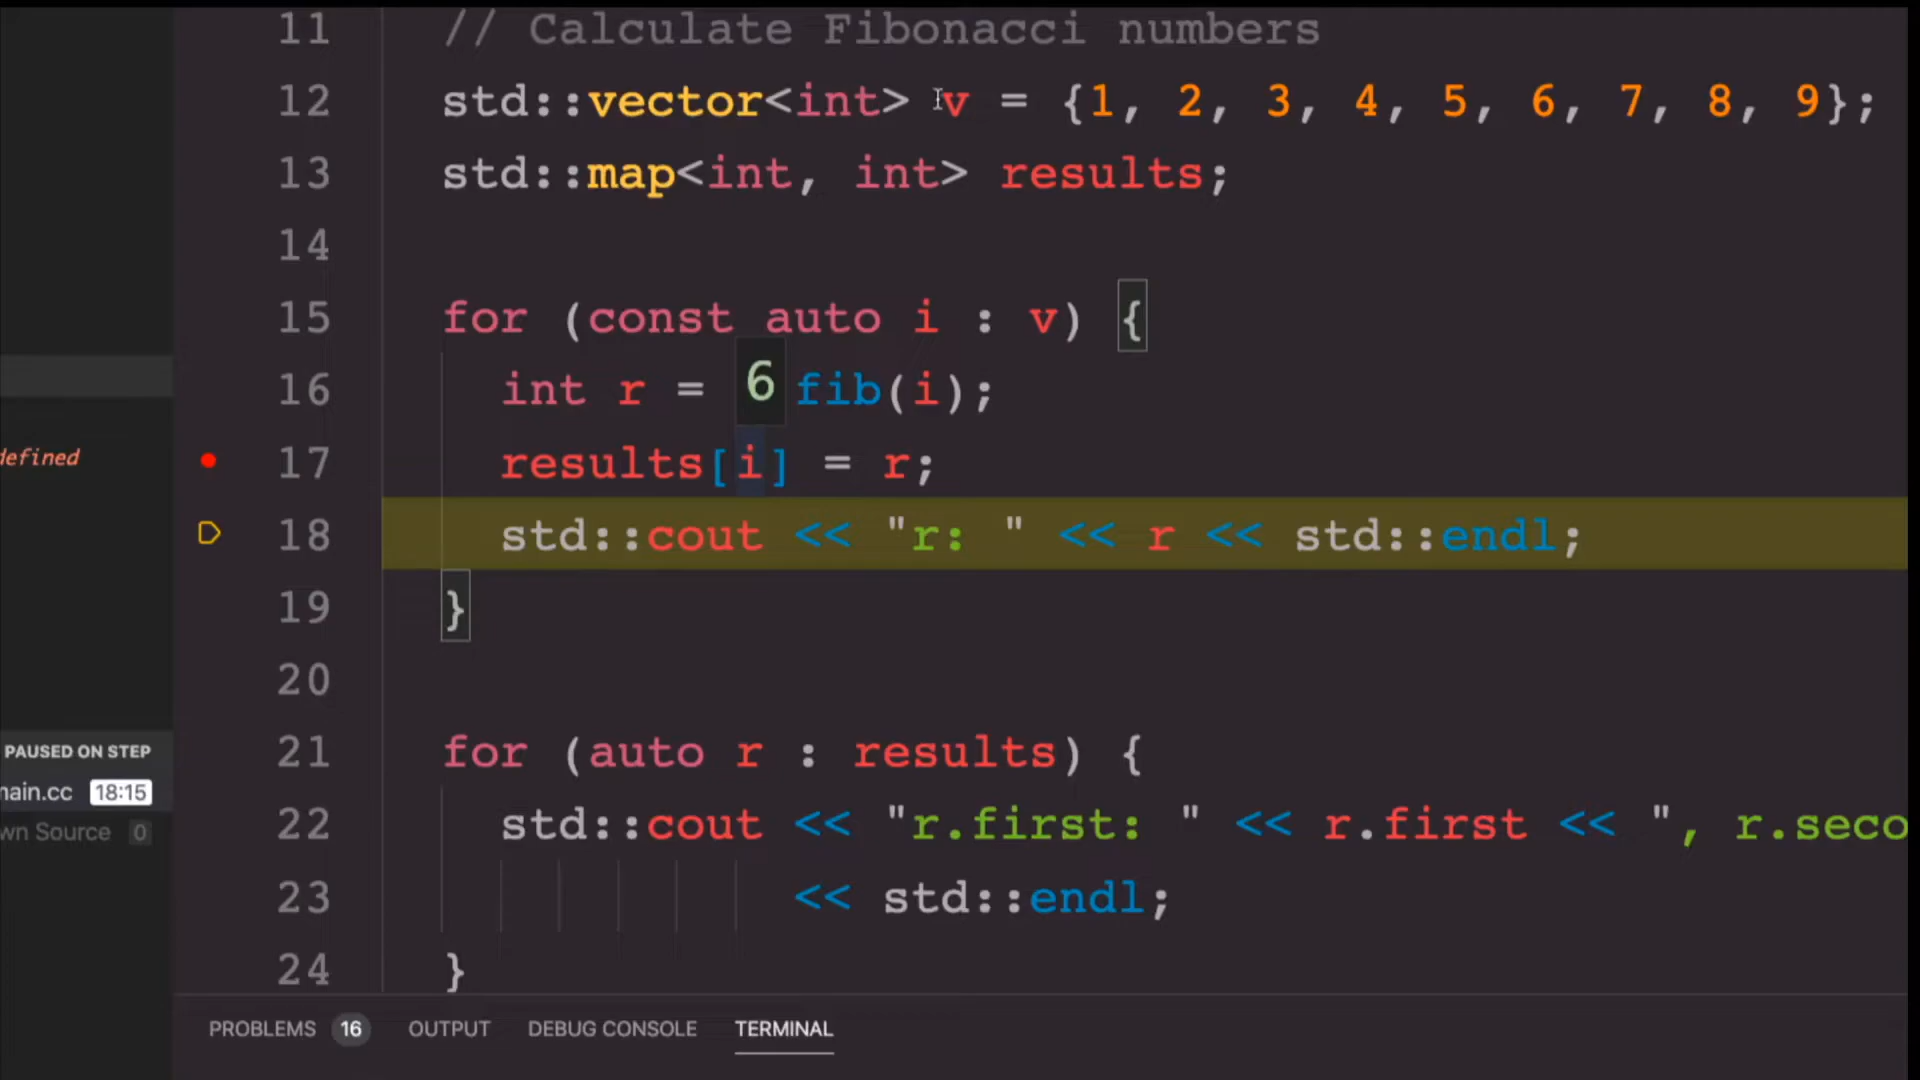 11 // Calculate Fibonacci numbers
12 std::vector<int> v = {1, 2, 3, 4, 5, 6, 7, 8, 9};
13 std::map<int, int> results;
14
15 for (const auto i : v) {
6
16 int r = fib(i);
17 results[i] = r;
18 std::cout << "r: " << r << std::endl;
19 }
20
21 for (auto r : results) {
22 std::cout << "r.first: " << r.first << ", r.seco
23 << std::endl;
24 }
defined
PAUSED ON STEP
main.cc 18:15
wn Source 0
PROBLEMS 16 OUTPUT DEBUG CONSOLE TERMINAL